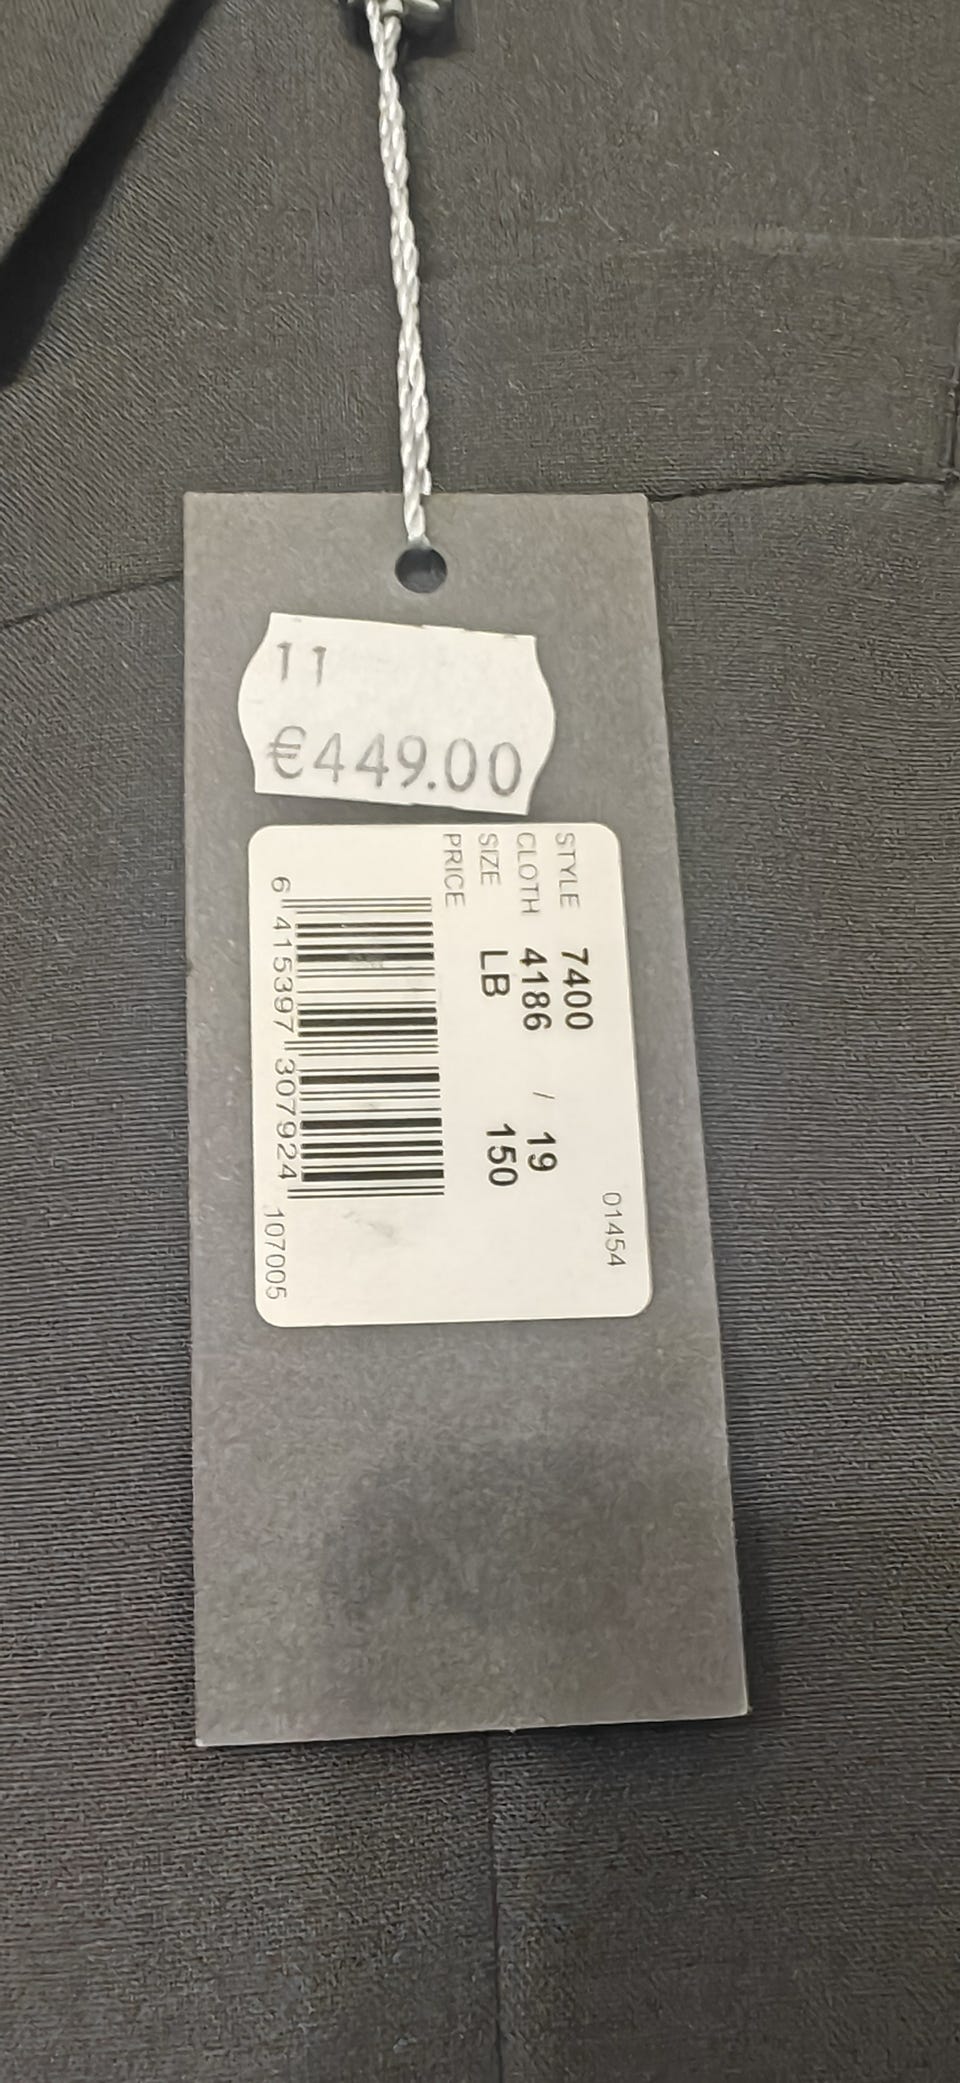 11
€449.00
01454
STYLE 7400
CLOTH 4186 / 19
SIZE LB 150
PRICE
6 415397 307924
107005